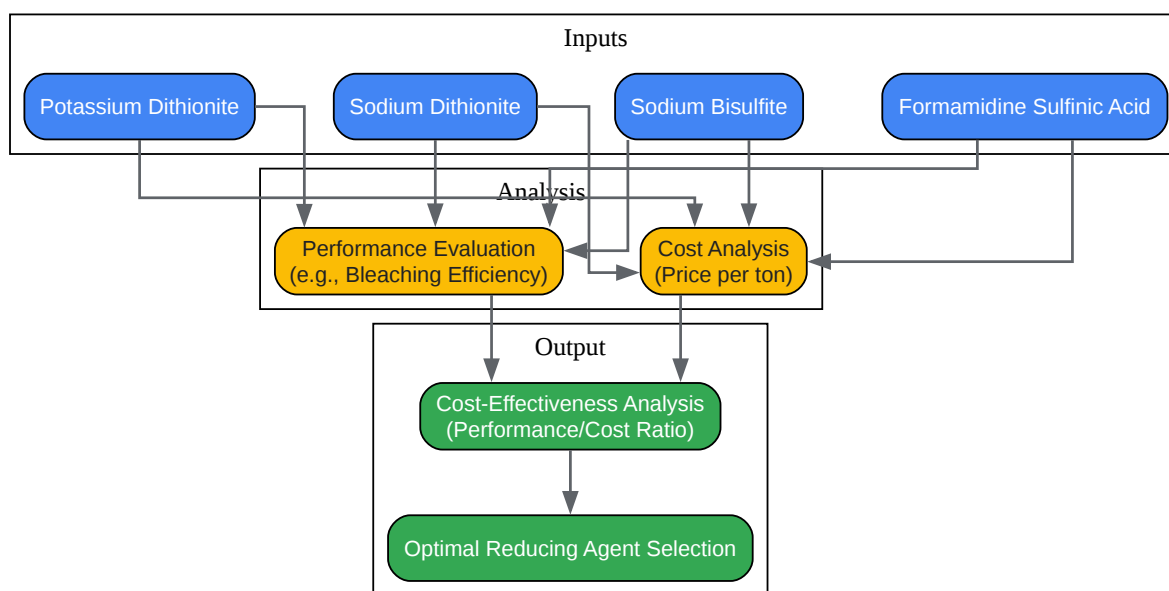 Inputs
Potassium Dithionite
Sodium Dithionite
Sodium Bisulfite
Formamidine Sulfinic Acid
Analysis
Performance Evaluation
(e.g., Bleaching Efficiency)
Cost Analysis
(Price per ton)
Output
Cost-Effectiveness Analysis
(Performance/Cost Ratio)
Optimal Reducing Agent Selection